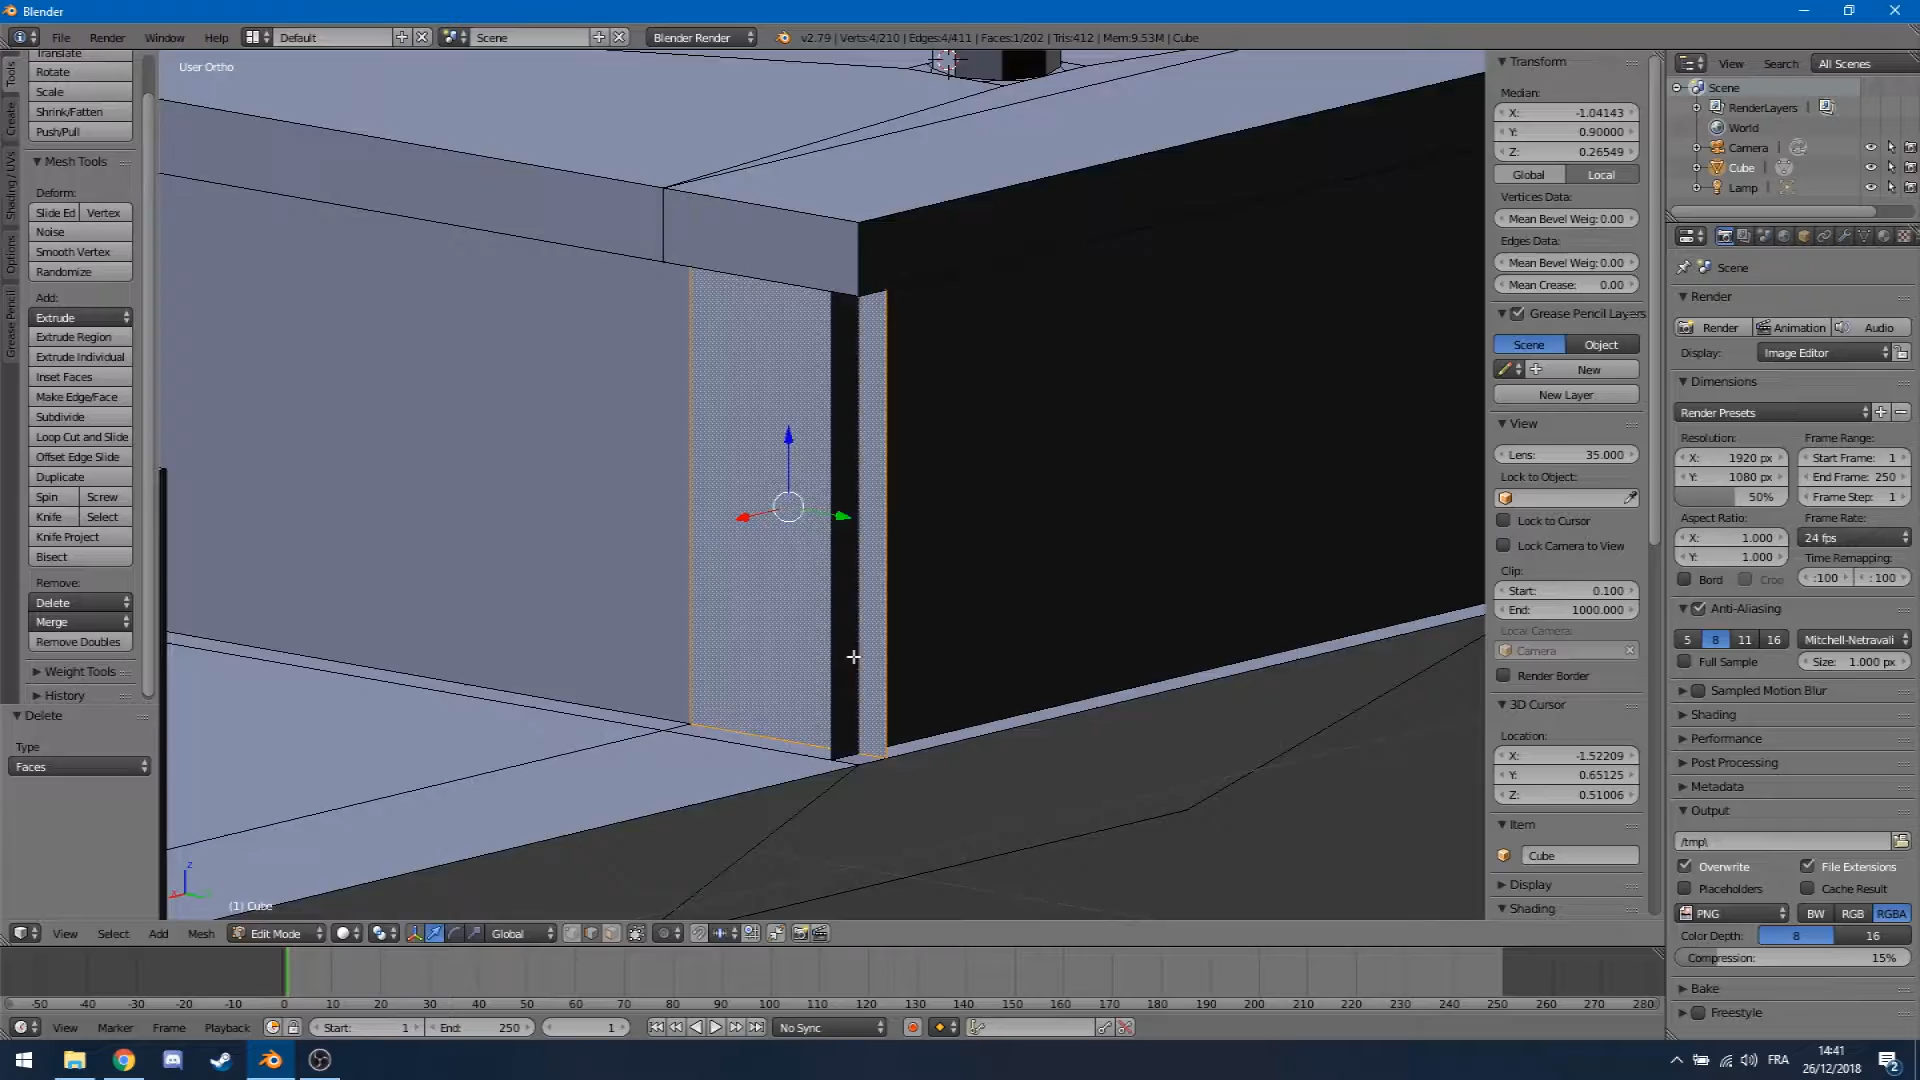 Blender
File Render Window Help Default Scene Blender Render v2.79 | Verts:4/210 | Edges:4/411 | Faces:1/202 | Tris:412 | Mem:9.53M | Cube
Translate
Rotate
Scale
Shrink/Fatten
Push/Pull
Mesh Tools
Deform:
Slide Ed Vertex
Noise
Smooth Vertex
Randomize
Add:
Extrude
Extrude Region
Extrude Individual
Inset Faces
Make Edge/Face
Subdivide
Loop Cut and Slide
Offset Edge Slide
Duplicate
Spin Screw
Knife Select
Knife Project
Bisect
Remove:
Delete
Merge
Remove Doubles
Weight Tools
History
Tools
Create
Shading / UVs
Options
Grease Pencil
Delete
Type
Faces
User Ortho
z
(1) Cube
Transform
Median:
X: -1.04143
Y: 0.90000
Z: 0.26549
Global Local
Vertices Data:
Mean Bevel Weig: 0.00
Edges Data:
Mean Bevel Weig: 0.00
Mean Crease: 0.00
Grease Pencil Layers
Scene Object
New
New Layer
View
Lens: 35.000
Lock to Object:
Lock to Cursor
Lock Camera to View
Clip:
Start: 0.100
End: 1000.000
Local Camera:
Camera
Render Border
3D Cursor
Location:
X: -1.52209
Y: 0.65125
Z: 0.51006
Item
Cube
Display
Shading
View Search All Scenes
Scene
RenderLayers
World
Camera
Cube
Lamp
Scene
Render
Render Animation Audio
Display: Image Editor
Dimensions
Render Presets
Resolution: Frame Range:
X: 1920 px Start Frame: 1
Y: 1080 px End Frame: 250
50% Frame Step: 1
Aspect Ratio: Frame Rate:
X: 1.000 24 fps
Y: 1.000 Time Remapping:
Bord Crop :100 :100
Anti-Aliasing
5 8 11 16 Mitchell-Netravali
Full Sample Size: 1.000 px
Sampled Motion Blur
Shading
Performance
Post Processing
Metadata
Output
/tmp\
Overwrite File Extensions
Placeholders Cache Result
PNG BW RGB RGBA
Color Depth: 8 16
Compression: 15%
Bake
Freestyle
View Select Add Mesh Edit Mode Global
-50 -40 -30 -20 -10 0 10 20 30 40 50 60 70 80 90 100 110 120 130 140 150 160 170 180 190 200 210 220 230 240 250 260 270 280
View Marker Frame Playback Start: 1 End: 250 1 No Sync
FRA
14:41
26/12/2018
2